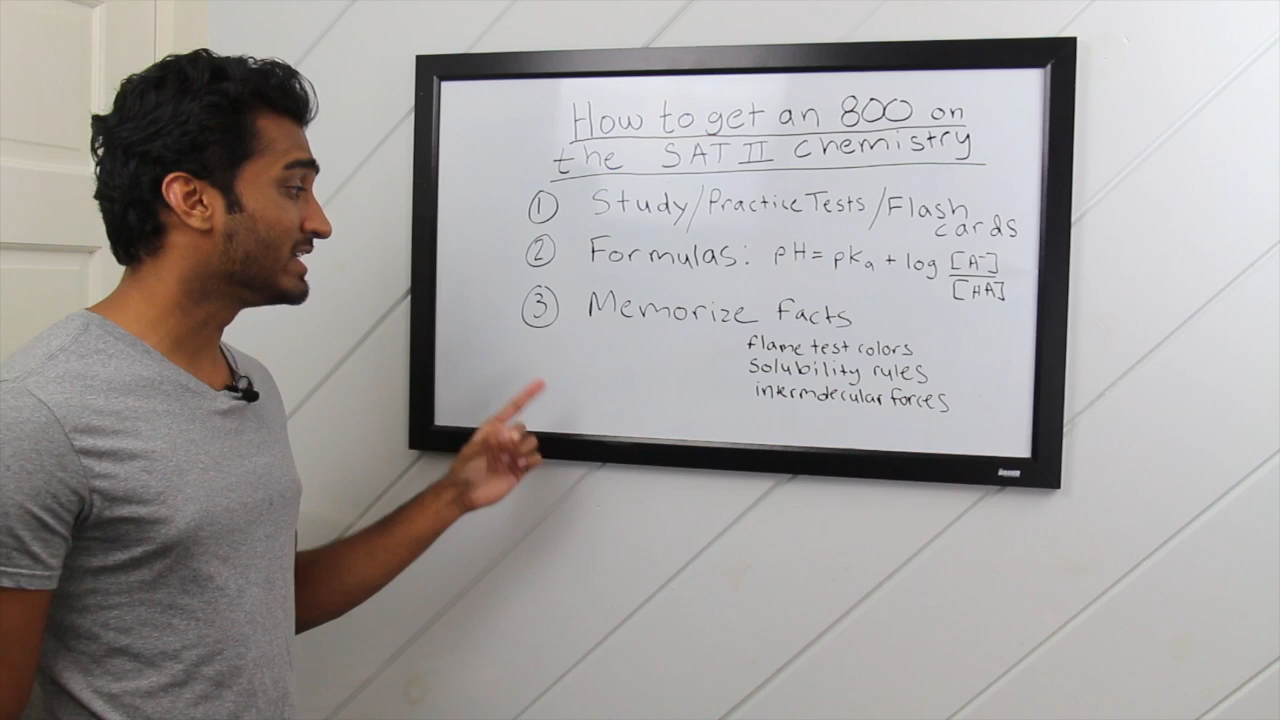 How to get an 800 on
the SAT II Chemistry
① Study/Practice Tests/Flash
cards
② Formulas: pH = pKa + log [A⁻]
[HA]
③ Memorize Facts
flame test colors
solubility rules
intermolecular forces